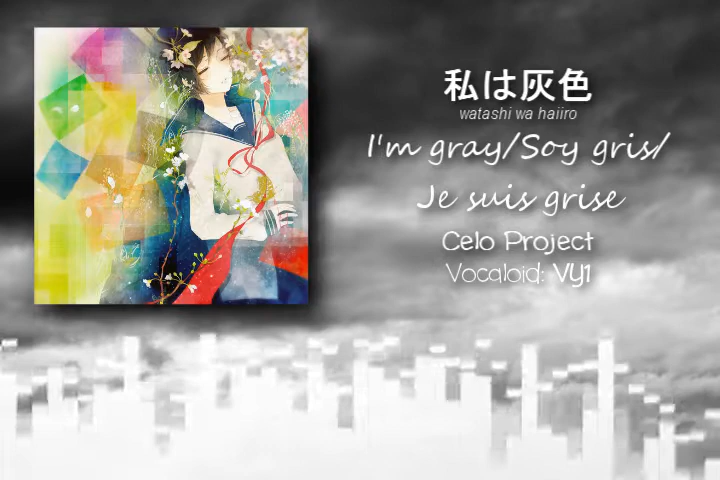 私は灰色
watashi wa haiiro
I'm gray/Soy gris/
Je suis grise
Celo Project
Vocaloid: VY1